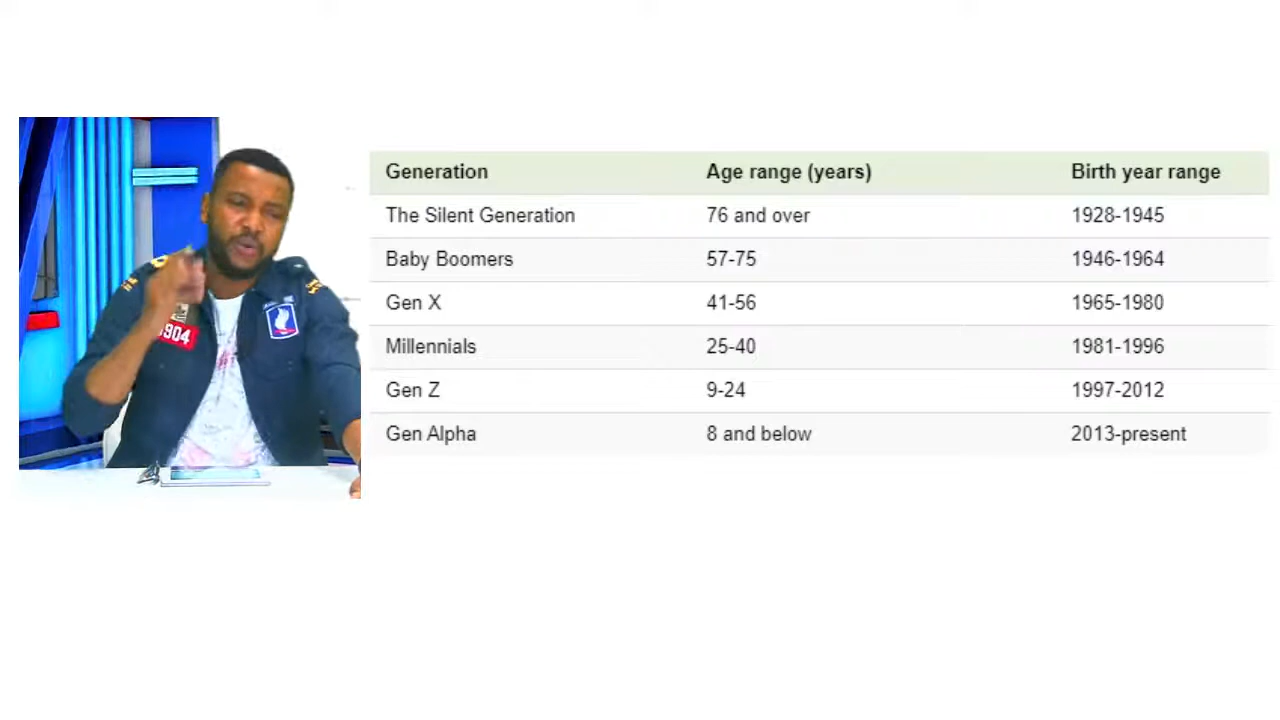 Generation Age range (years) Birth year range
The Silent Generation 76 and over 1928-1945
Baby Boomers 57-75 1946-1964
Gen X 41-56 1965-1980
Millennials 25-40 1981-1996
Gen Z 9-24 1997-2012
Gen Alpha 8 and below 2013-present
904